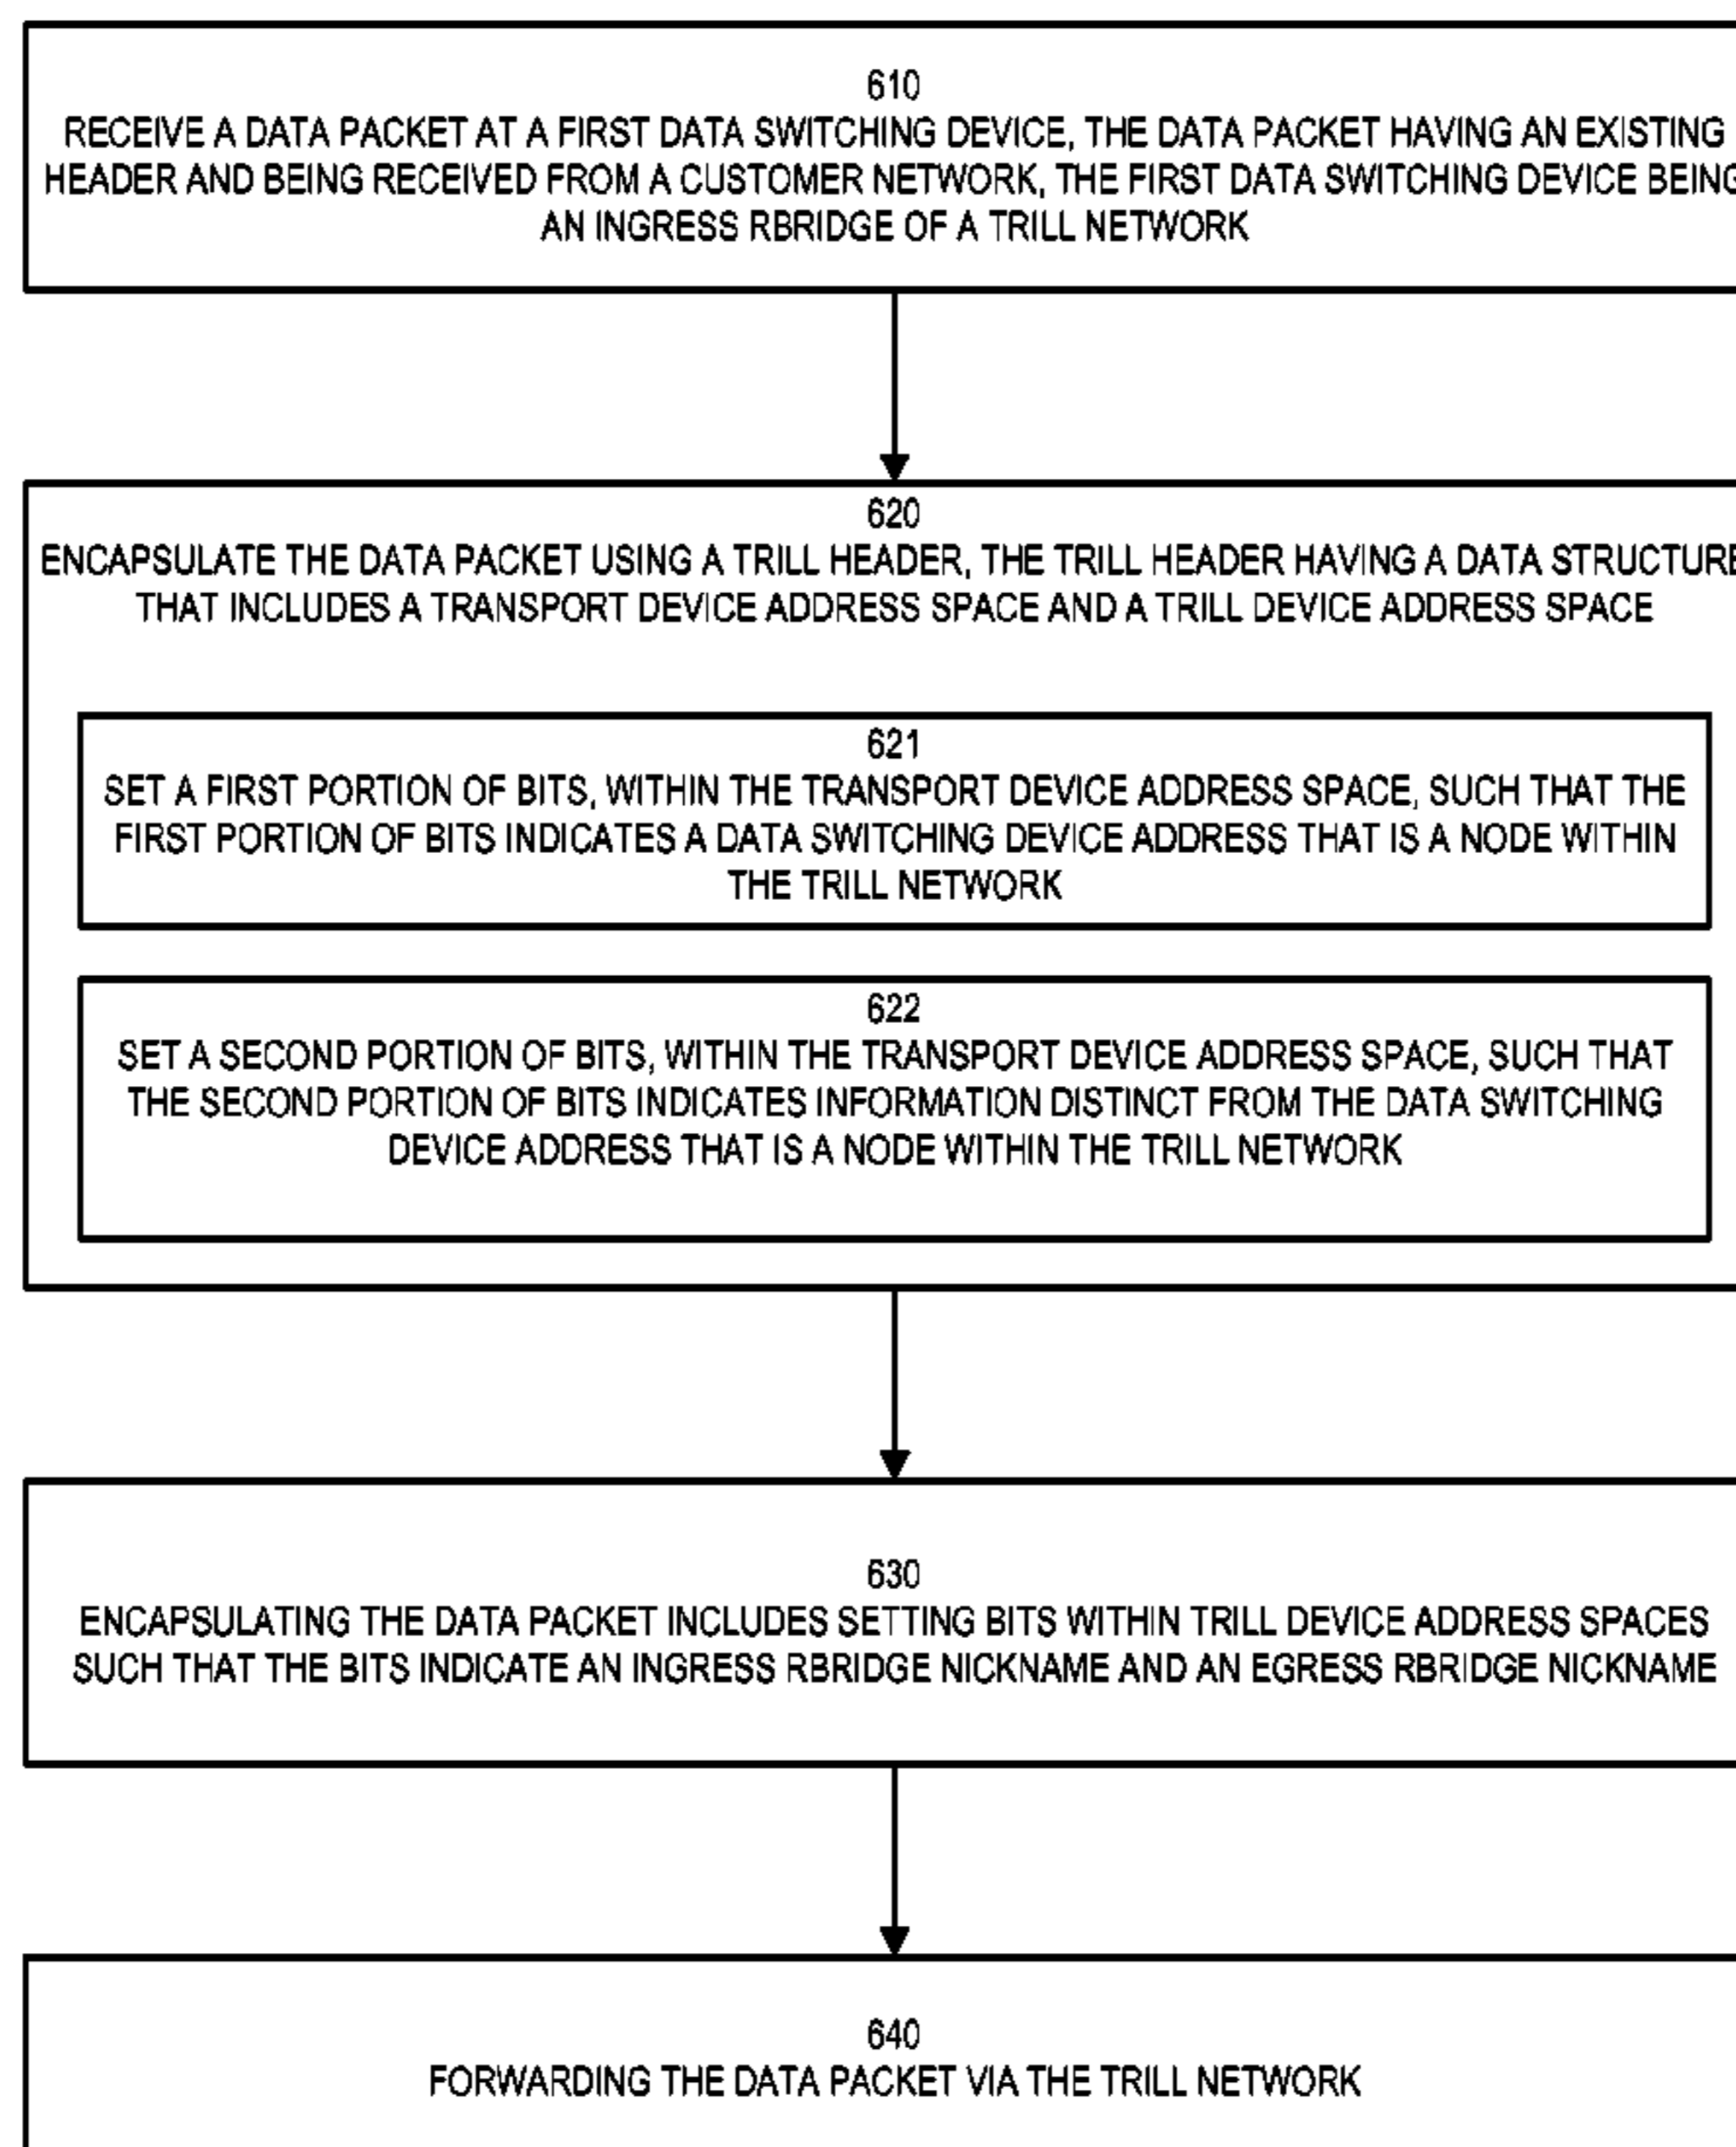 610
RECEIVE A DATA PACKET AT A FIRST DATA SWITCHING DEVICE, THE DATA PACKET HAVING AN EXISTING
HEADER AND BEING RECEIVED FROM A CUSTOMER NETWORK, THE FIRST DATA SWITCHING DEVICE BEING
AN INGRESS RBRIDGE OF A TRILL NETWORK
620
ENCAPSULATE THE DATA PACKET USING A TRILL HEADER, THE TRILL HEADER HAVING A DATA STRUCTURE
THAT INCLUDES A TRANSPORT DEVICE ADDRESS SPACE AND A TRILL DEVICE ADDRESS SPACE
621
SET A FIRST PORTION OF BITS, WITHIN THE TRANSPORT DEVICE ADDRESS SPACE, SUCH THAT THE
FIRST PORTION OF BITS INDICATES A DATA SWITCHING DEVICE ADDRESS THAT IS A NODE WITHIN
THE TRILL NETWORK
622
SET A SECOND PORTION OF BITS, WITHIN THE TRANSPORT DEVICE ADDRESS SPACE, SUCH THAT
THE SECOND PORTION OF BITS INDICATES INFORMATION DISTINCT FROM THE DATA SWITCHING
DEVICE ADDRESS THAT IS A NODE WITHIN THE TRILL NETWORK
630
ENCAPSULATING THE DATA PACKET INCLUDES SETTING BITS WITHIN TRILL DEVICE ADDRESS SPACES
SUCH THAT THE BITS INDICATE AN INGRESS RBRIDGE NICKNAME AND AN EGRESS RBRIDGE NICKNAME
640
FORWARDING THE DATA PACKET VIA THE TRILL NETWORK